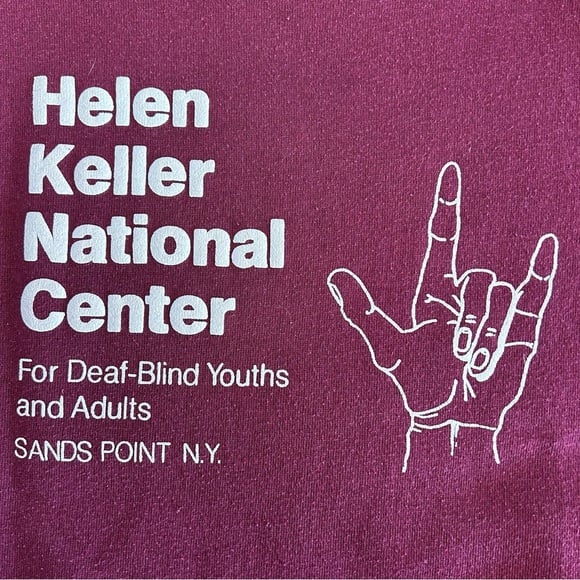 Helen
Keller
National
Center
For Deaf-Blind Youths
and Adults
SANDS POINT N.Y.